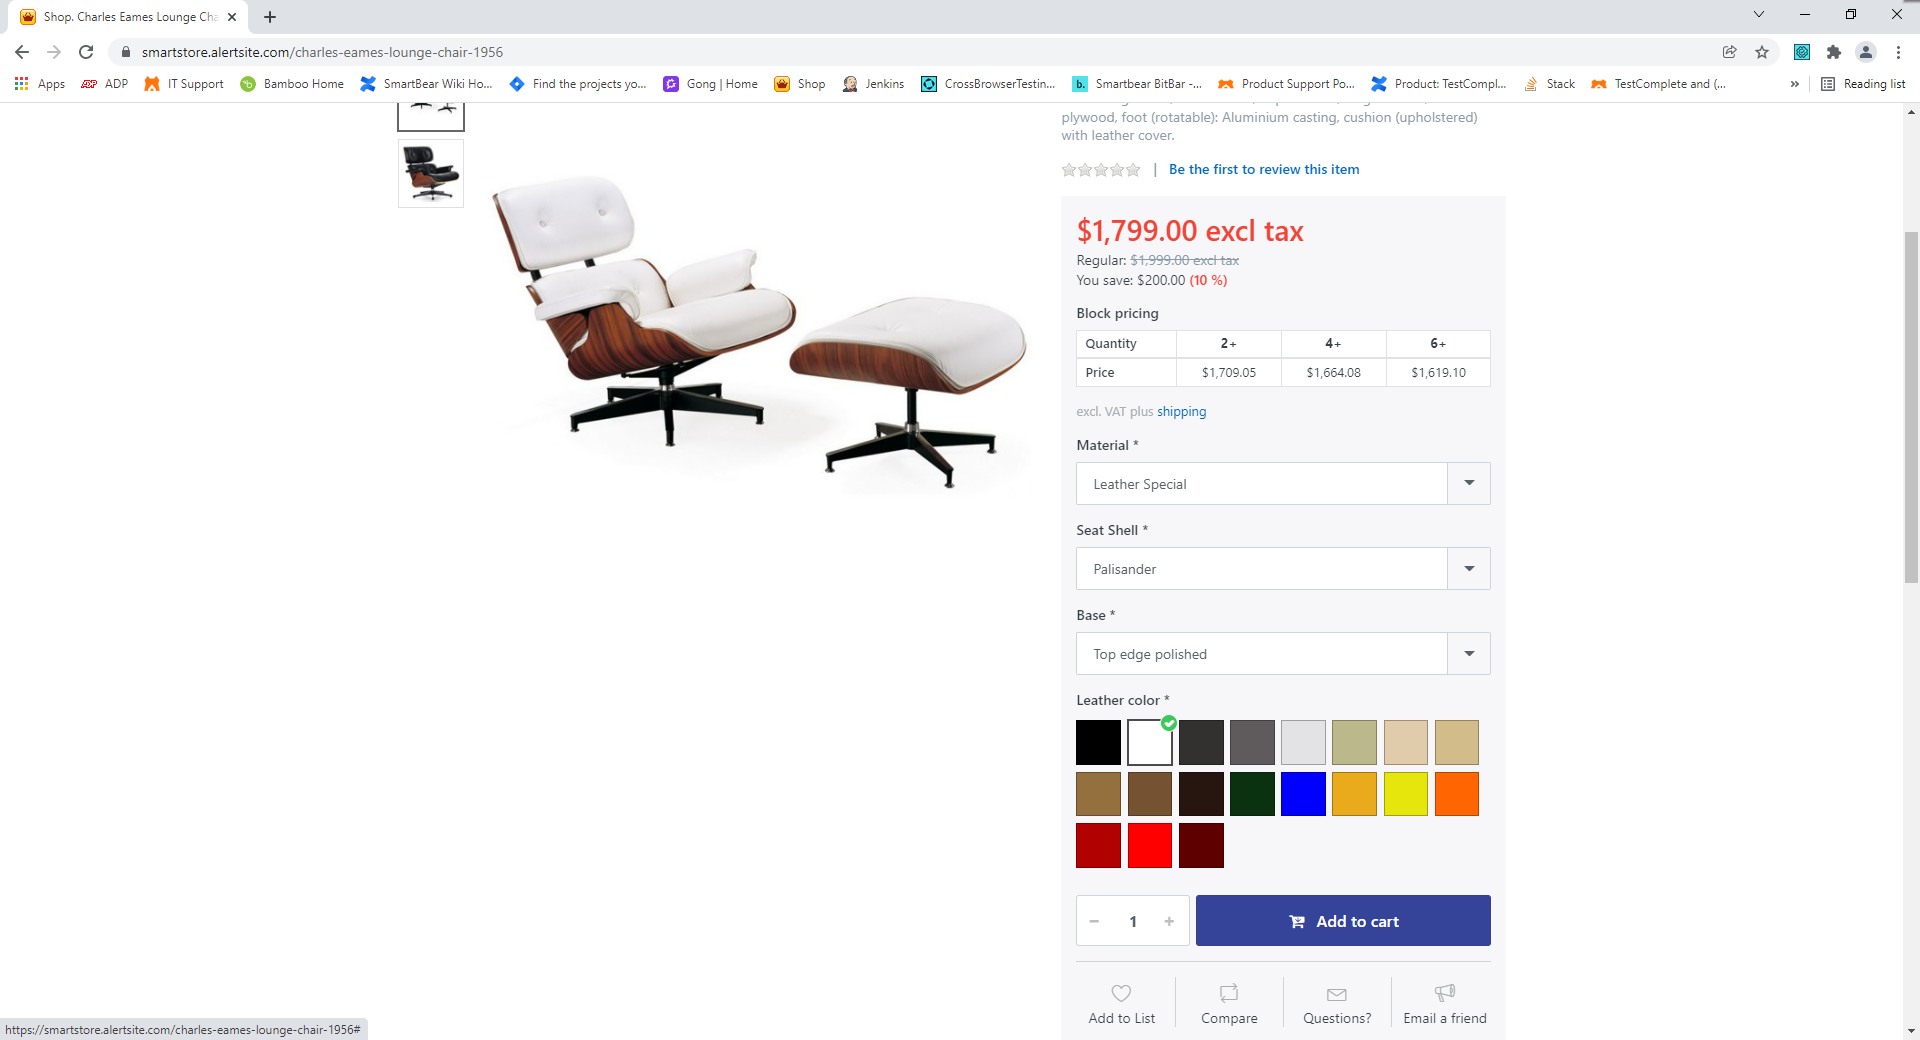 Shop. Charles Eames Lounge Cha
smartstore.alertsite.com/charles-eames-lounge-chair-1956
Apps
ADP
IT Support
Bamboo Home
SmartBear Wiki Ho...
Find the projects yo...
Gong | Home
Shop
Jenkins
CrossBrowserTestin...
Smartbear BitBar -...
Product Support Po...
Product: TestCompl...
Stack
TestComplete and (...
»
Reading list
plywood, foot (rotatable): Aluminium casting, cushion (upholstered)
with leather cover.
| Be the first to review this item
$1,799.00 excl tax
Regular: $1,999.00 excl tax
You save: $200.00 (10 %)
Block pricing
Quantity 2+ 4+ 6+
Price $1,709.05 $1,664.08 $1,619.10
excl. VAT plus shipping
Material *
Leather Special
Seat Shell *
Palisander
Base *
Top edge polished
Leather color *
− 1 +
Add to cart
Add to List
Compare
Questions?
Email a friend
https://smartstore.alertsite.com/charles-eames-lounge-chair-1956#